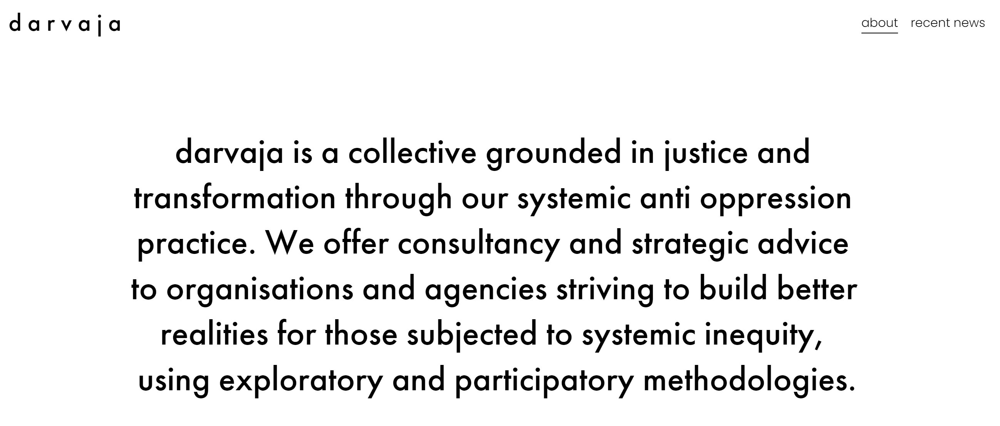 darvaja
about
recent news
darvaja is a collective grounded in justice and
transformation through our systemic anti oppression
practice. We offer consultancy and strategic advice
to organisations and agencies striving to build better
realities for those subjected to systemic inequity,
using exploratory and participatory methodologies.